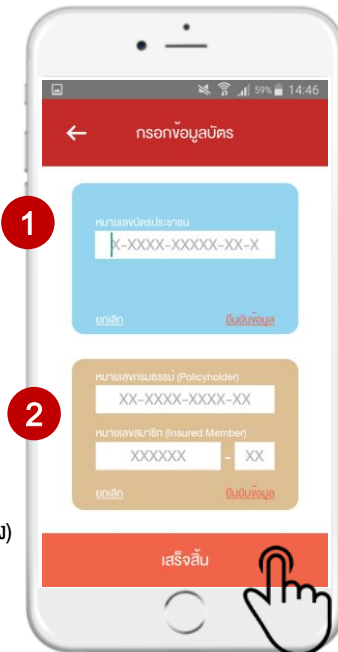 59% 14:46
กรอกข้อมูลบัตร
1
หมายเลขบัตรประชาชน
X-XXXX-XXXXX-XX-X
ยกเลิก ยืนยันข้อมูล
2
หมายเลขกรมธรรม์ (Policyholder)
XX-XXXX-XXXX-XX
หมายเลขสมาชิก (Insured Member)
XXXXXX - XX
ยกเลิก ยืนยันข้อมูล
เสร็จสิ้น